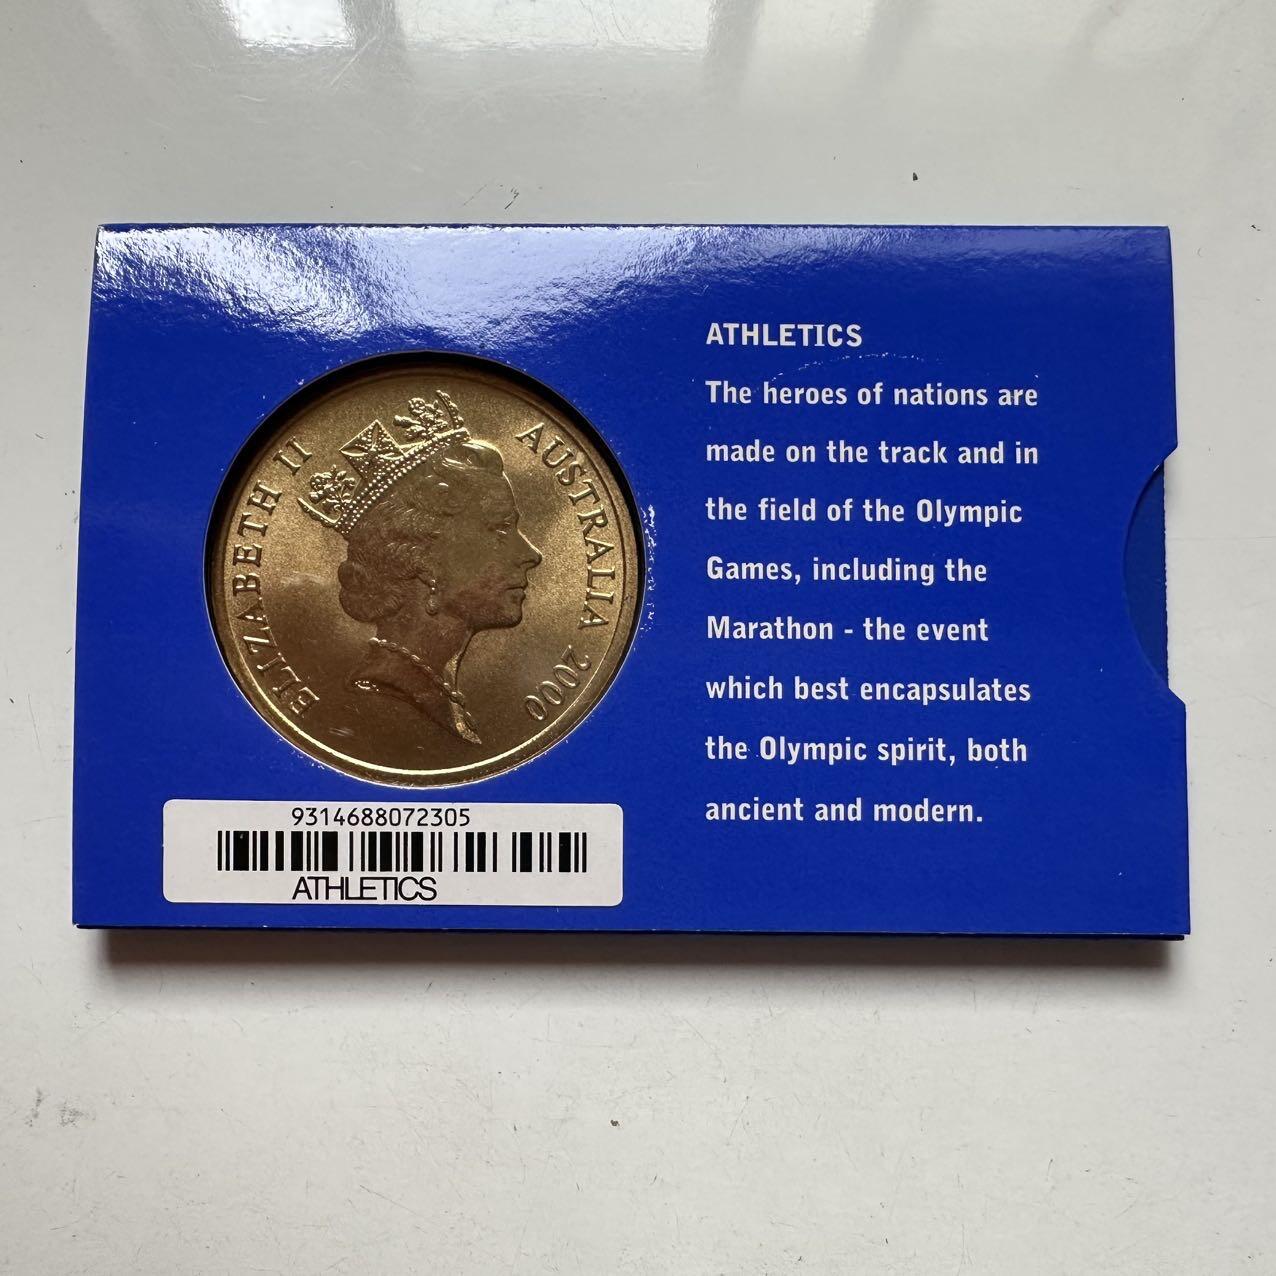 ELIZABETH II
AUSTRALIA 2000
9314688072305
ATHLETICS
ATHLETICS
The heroes of nations are
made on the track and in
the field of the Olympic
Games, including the
Marathon - the event
which best encapsulates
the Olympic spirit, both
ancient and modern.